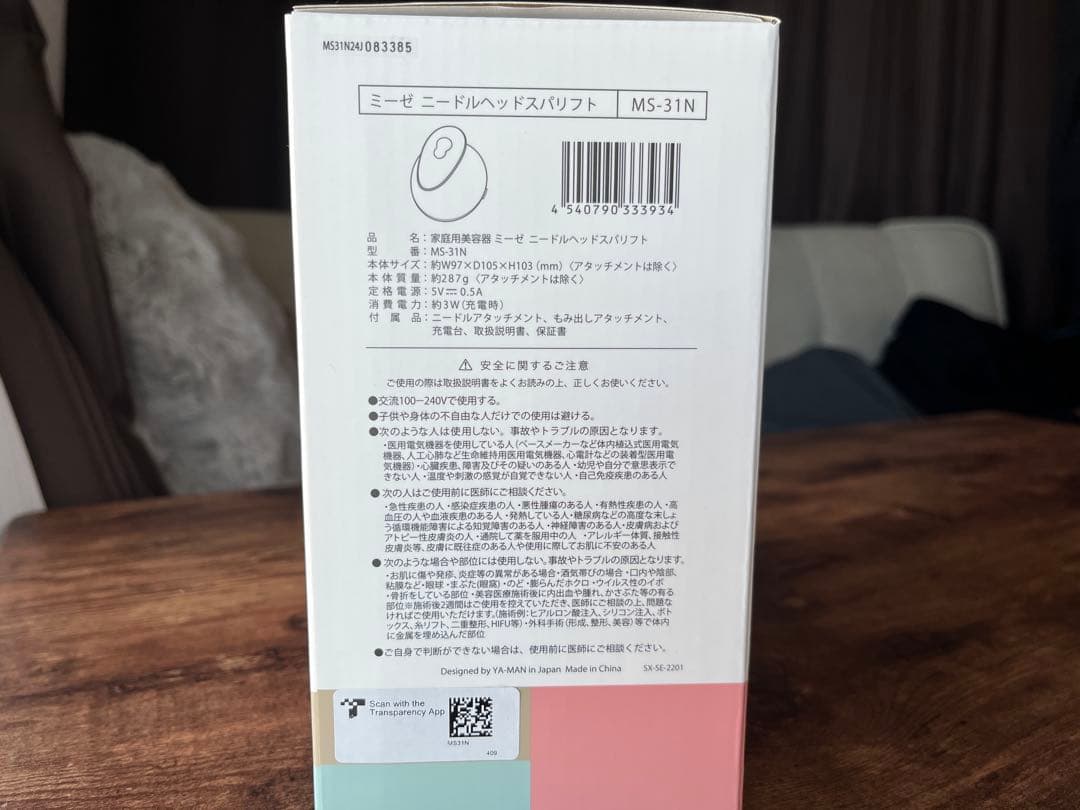 MS31N24J083385
ミーゼ ニードルヘッドスパリフト MS-31N
4 540790 333934
品 名：家庭用美容器 ミーゼ ニードルヘッドスパリフト
型 番：MS-31N
本体サイズ：約W97×D105×H103（mm）〈アタッチメントは除く〉
本体質量：約287g〈アタッチメントは除く〉
定格電源：5V⎓0.5A
消費電力：約3W（充電時）
付属品：ニードルアタッチメント、もみ出しアタッチメント、
充電台、取扱説明書、保証書
⚠ 安全に関するご注意
ご使用の際は取扱説明書をよくお読みの上、正しくお使いください。
●交流100−240Vで使用する。
●子供や身体の不自由な人だけでの使用は避ける。
●次のような人は使用しない。事故やトラブルの原因となります。
・医用電気機器を使用している人（ペースメーカーなど体内植込式医用電気
機器、人工心肺など生命維持用医用電気機器、心電計などの装着型医用電
気機器）・心臓疾患、障害及びその疑いのある人・幼児や自分で意思表示で
きない人・温度や刺激の感覚が自覚できない人・自己免疫疾患の人
●次の人はご使用前に医師にご相談ください。
・急性疾患の人・感染症疾患の人・悪性腫瘍のある人・有熱性疾患の人・高
血圧の人や血液疾患のある人・発熱している人・糖尿病などの高度な末しょ
う循環機能障害による知覚障害のある人・神経障害のある人・皮膚病および
アトピー性皮膚炎の人・通院して薬を服用中の人 ・アレルギー体質、接触性
皮膚炎等、皮膚に既往症のある人や使用に際してお肌に不安のある人
●次のような場合や部位には使用しない。事故やトラブルの原因となります。
・お肌に傷や発疹、炎症等の異常がある場合・酒気帯びの場合・口内や陰部、
粘膜など・眼球・まぶた(眼窩)・のど・膨らんだホクロ・ウイルス性のイボ
・骨折をしている部位・美容医療施術後に内出血や腫れ、かさぶた等の有る
部位※施術後2週間はご使用を控えていただき、医師にご相談の上、問題な
ければご使用いただけます。（施術例：ヒアルロン酸注入、シリコン注入、ボト
ックス、糸リフト、二重整形、HIFU等）・外科手術（形成、整形、美容）等で体内
に金属を埋め込んだ部位
●ご自身で判断ができない場合は、使用前に医師にご相談ください。
Designed by YA-MAN in Japan Made in China SX-SE-2201
Scan with the
Transparency App
MS31N
409